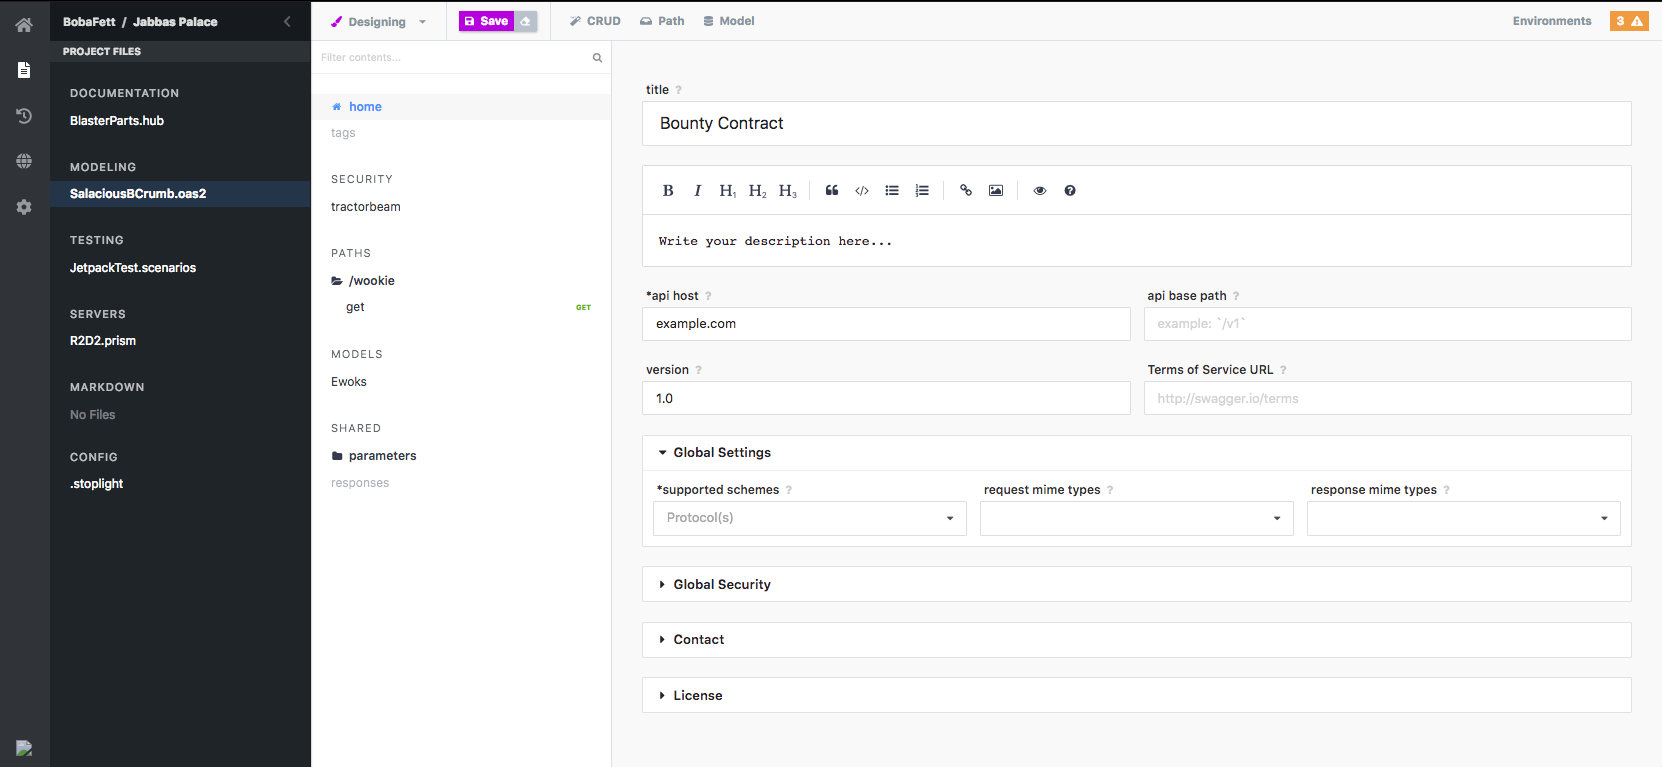 BobaFett / Jabbas Palace
PROJECT FILES
DOCUMENTATION
BlasterParts.hub
MODELING
SalaciousBCrumb.oas2
TESTING
JetpackTest.scenarios
SERVERS
R2D2.prism
MARKDOWN
No Files
CONFIG
.stoplight
Designing
Save
CRUD
Path
Model
Environments
3
Filter contents...
home
tags
SECURITY
tractorbeam
PATHS
/wookie
get GET
MODELS
Ewoks
SHARED
parameters
responses
title ?
Bounty Contract
B I H1 H2 H3
Write your description here...
*api host ?
example.com
api base path ?
example: `/v1`
version ?
1.0
Terms of Service URL ?
http://swagger.io/terms
Global Settings
*supported schemes ?
Protocol(s)
request mime types ?
response mime types ?
Global Security
Contact
License